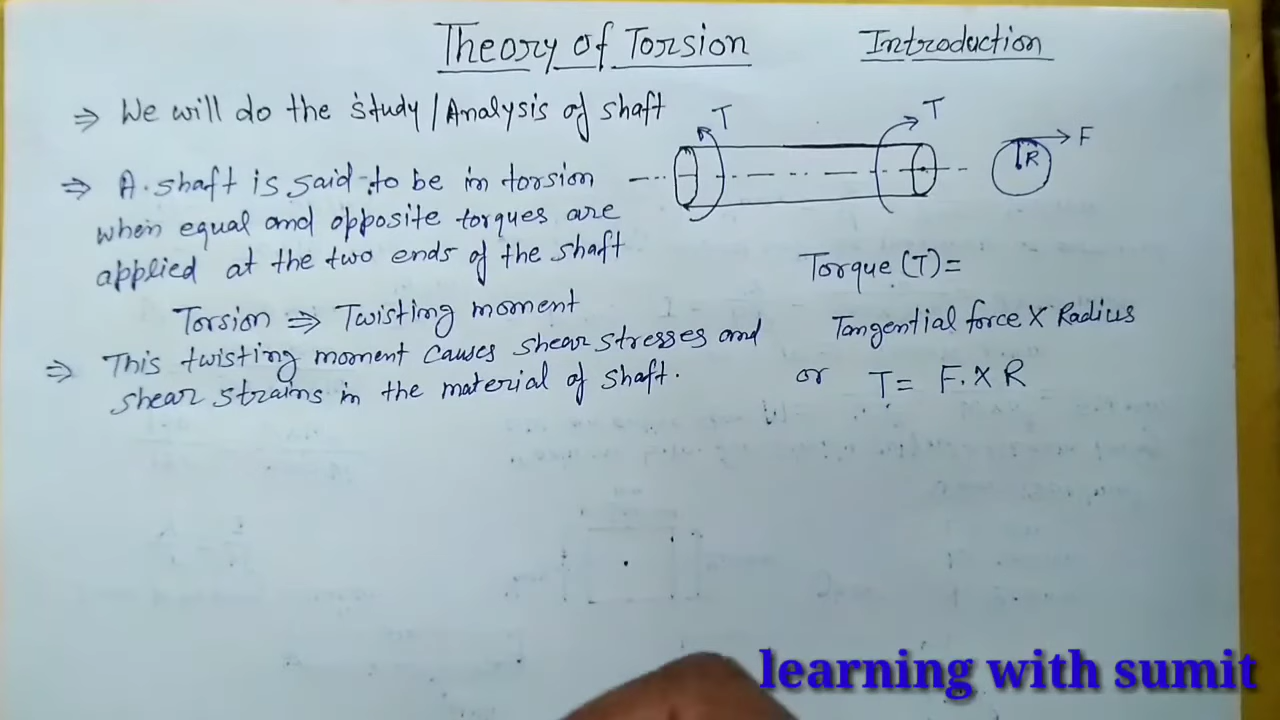 Theory of Torsion
Introduction
⇒ We will do the study/Analysis of shaft
⇒ A shaft is said to be in torsion
when equal and opposite torques are
applied at the two ends of the shaft
Torsion ⇒ Twisting moment
⇒ This twisting moment causes shear stresses and
shear strains in the material of shaft.
T
T
F
R
Torque (T) =
Tangential force X Radius
or T = F. X R
learning with sumit